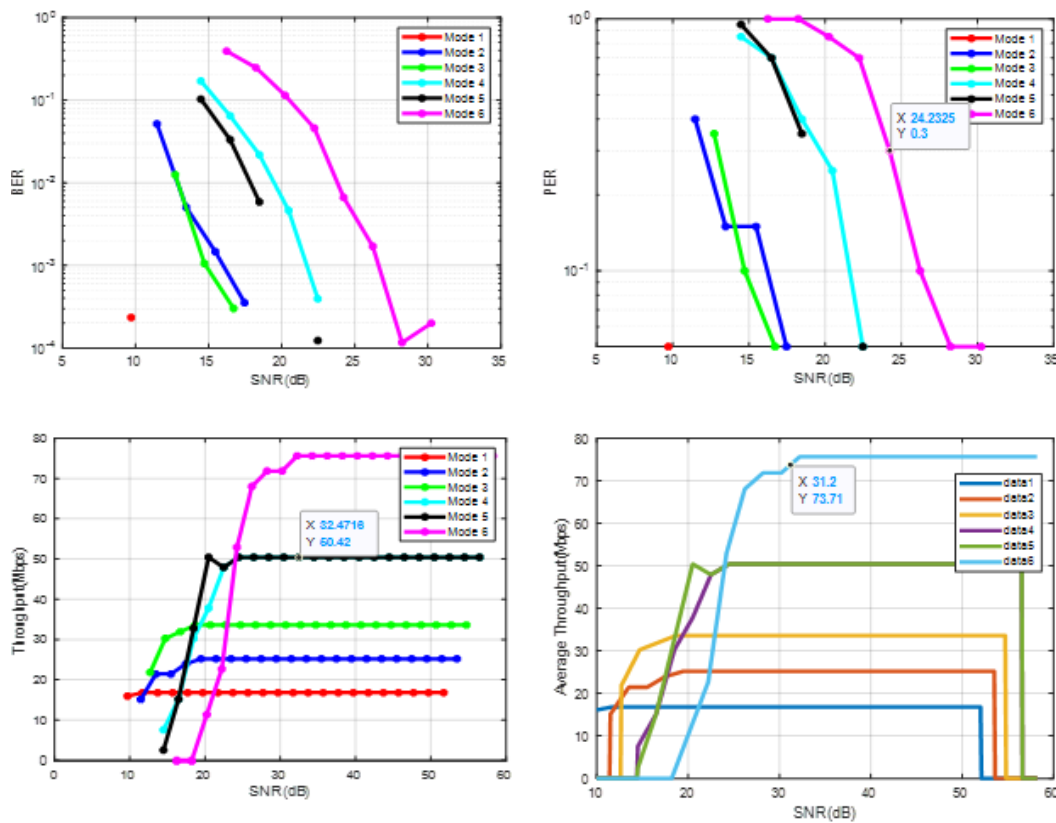 10^0
10^-1
10^-2
10^-3
10^-4
BER
5 10 15 20 25 30 35
SNR(dB)
Mode 1
Mode 2
Mode 3
Mode 4
Mode 5
Mode 6
10^0
10^-1
PER
5 10 15 20 25 30 35
SNR(dB)
Mode 1
Mode 2
Mode 3
Mode 4
Mode 5
Mode 6
X 24.2325
Y 0.3
80
70
60
50
40
30
20
10
0
Throughput(Mbps)
0 10 20 30 40 50 60
SNR(dB)
Mode 1
Mode 2
Mode 3
Mode 4
Mode 5
Mode 6
X 32.4716
Y 50.42
80
70
60
50
40
30
20
10
0
Average Throughput(Mbps)
10 20 30 40 50 60
SNR(dB)
X 31.2
Y 73.71
data1
data2
data3
data4
data5
data6